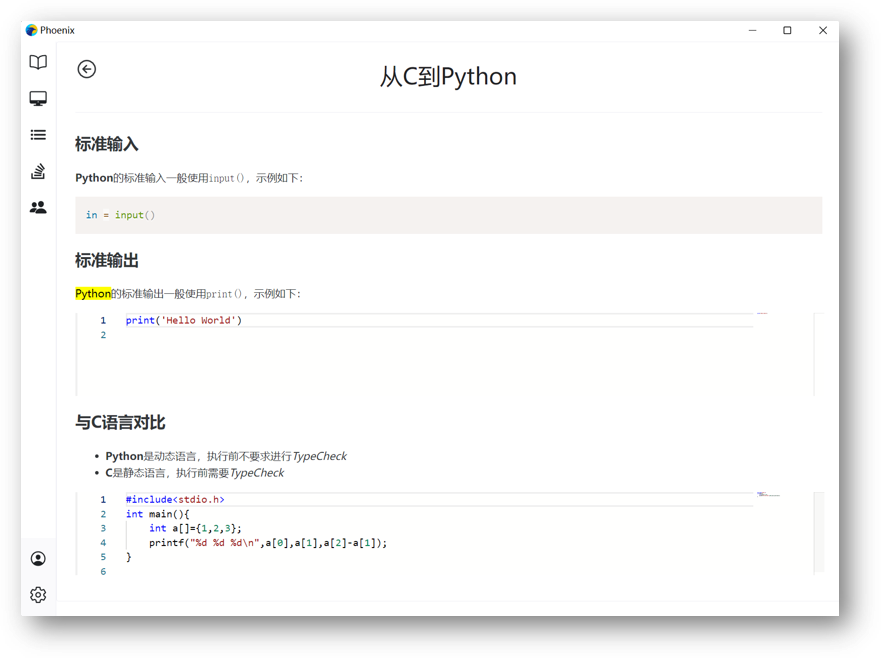 Phoenix
从C到Python
标准输入
Python的标准输入一般使用input()，示例如下：
in = input()
标准输出
Python的标准输出一般使用print()，示例如下：
1 print('Hello World')
2
与C语言对比
• Python是动态语言，执行前不要求进行TypeCheck
• C是静态语言，执行前需要TypeCheck
1 #include<stdio.h>
2 int main(){
3 int a[]={1,2,3};
4 printf("%d %d %d\n",a[0],a[1],a[2]-a[1]);
5 }
6